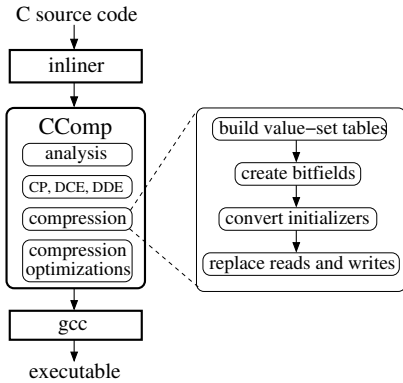 C source code
inliner
CComp
analysis
CP, DCE, DDE
compression
compression
optimizations
gcc
executable
build value−set tables
create bitfields
convert initializers
replace reads and writes